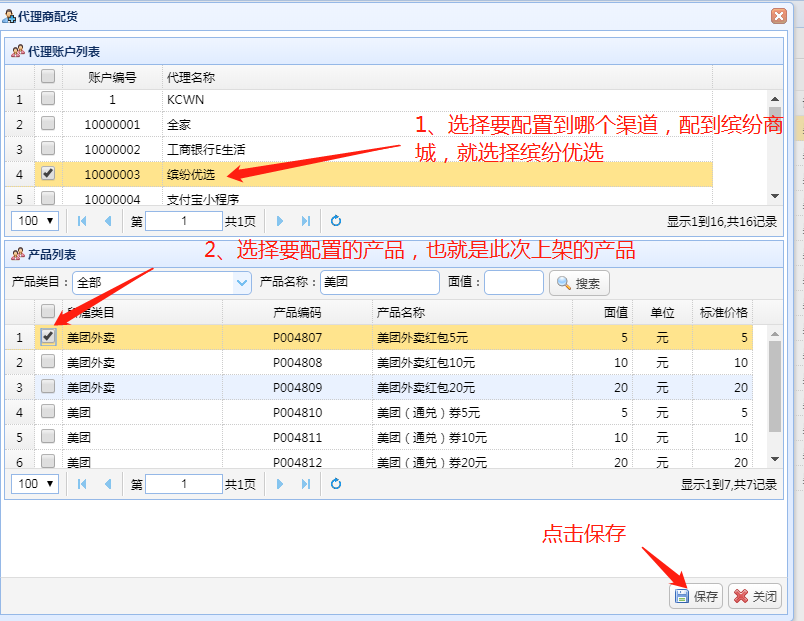 代理商配货
代理账户列表
账户编号 代理名称
1 1 KCWN
2 10000001 全家
3 10000002 工商银行E生活
4 10000003 缤纷优选
5 10000004 支付宝小程序
1、选择要配置到哪个渠道，配到缤纷商
城，就选择缤纷优选
100 第 1 共1页 显示1到16,共16记录
产品列表
2、选择要配置的产品，也就是此次上架的产品
产品类目： 全部 产品名称： 美团 面值： 搜索
所属类目 产品编码 产品名称 面值 单位 标准价格
1 美团外卖 P004807 美团外卖红包5元 5 元 5
2 美团外卖 P004808 美团外卖红包10元 10 元 10
3 美团外卖 P004809 美团外卖红包20元 20 元 20
4 美团 P004810 美团（通兑）券5元 5 元 5
5 美团 P004811 美团（通兑）券10元 10 元 10
6 美团 P004812 美团（通兑）券20元 20 元 20
100 第 1 共1页 显示1到7,共7记录
点击保存
保存 关闭